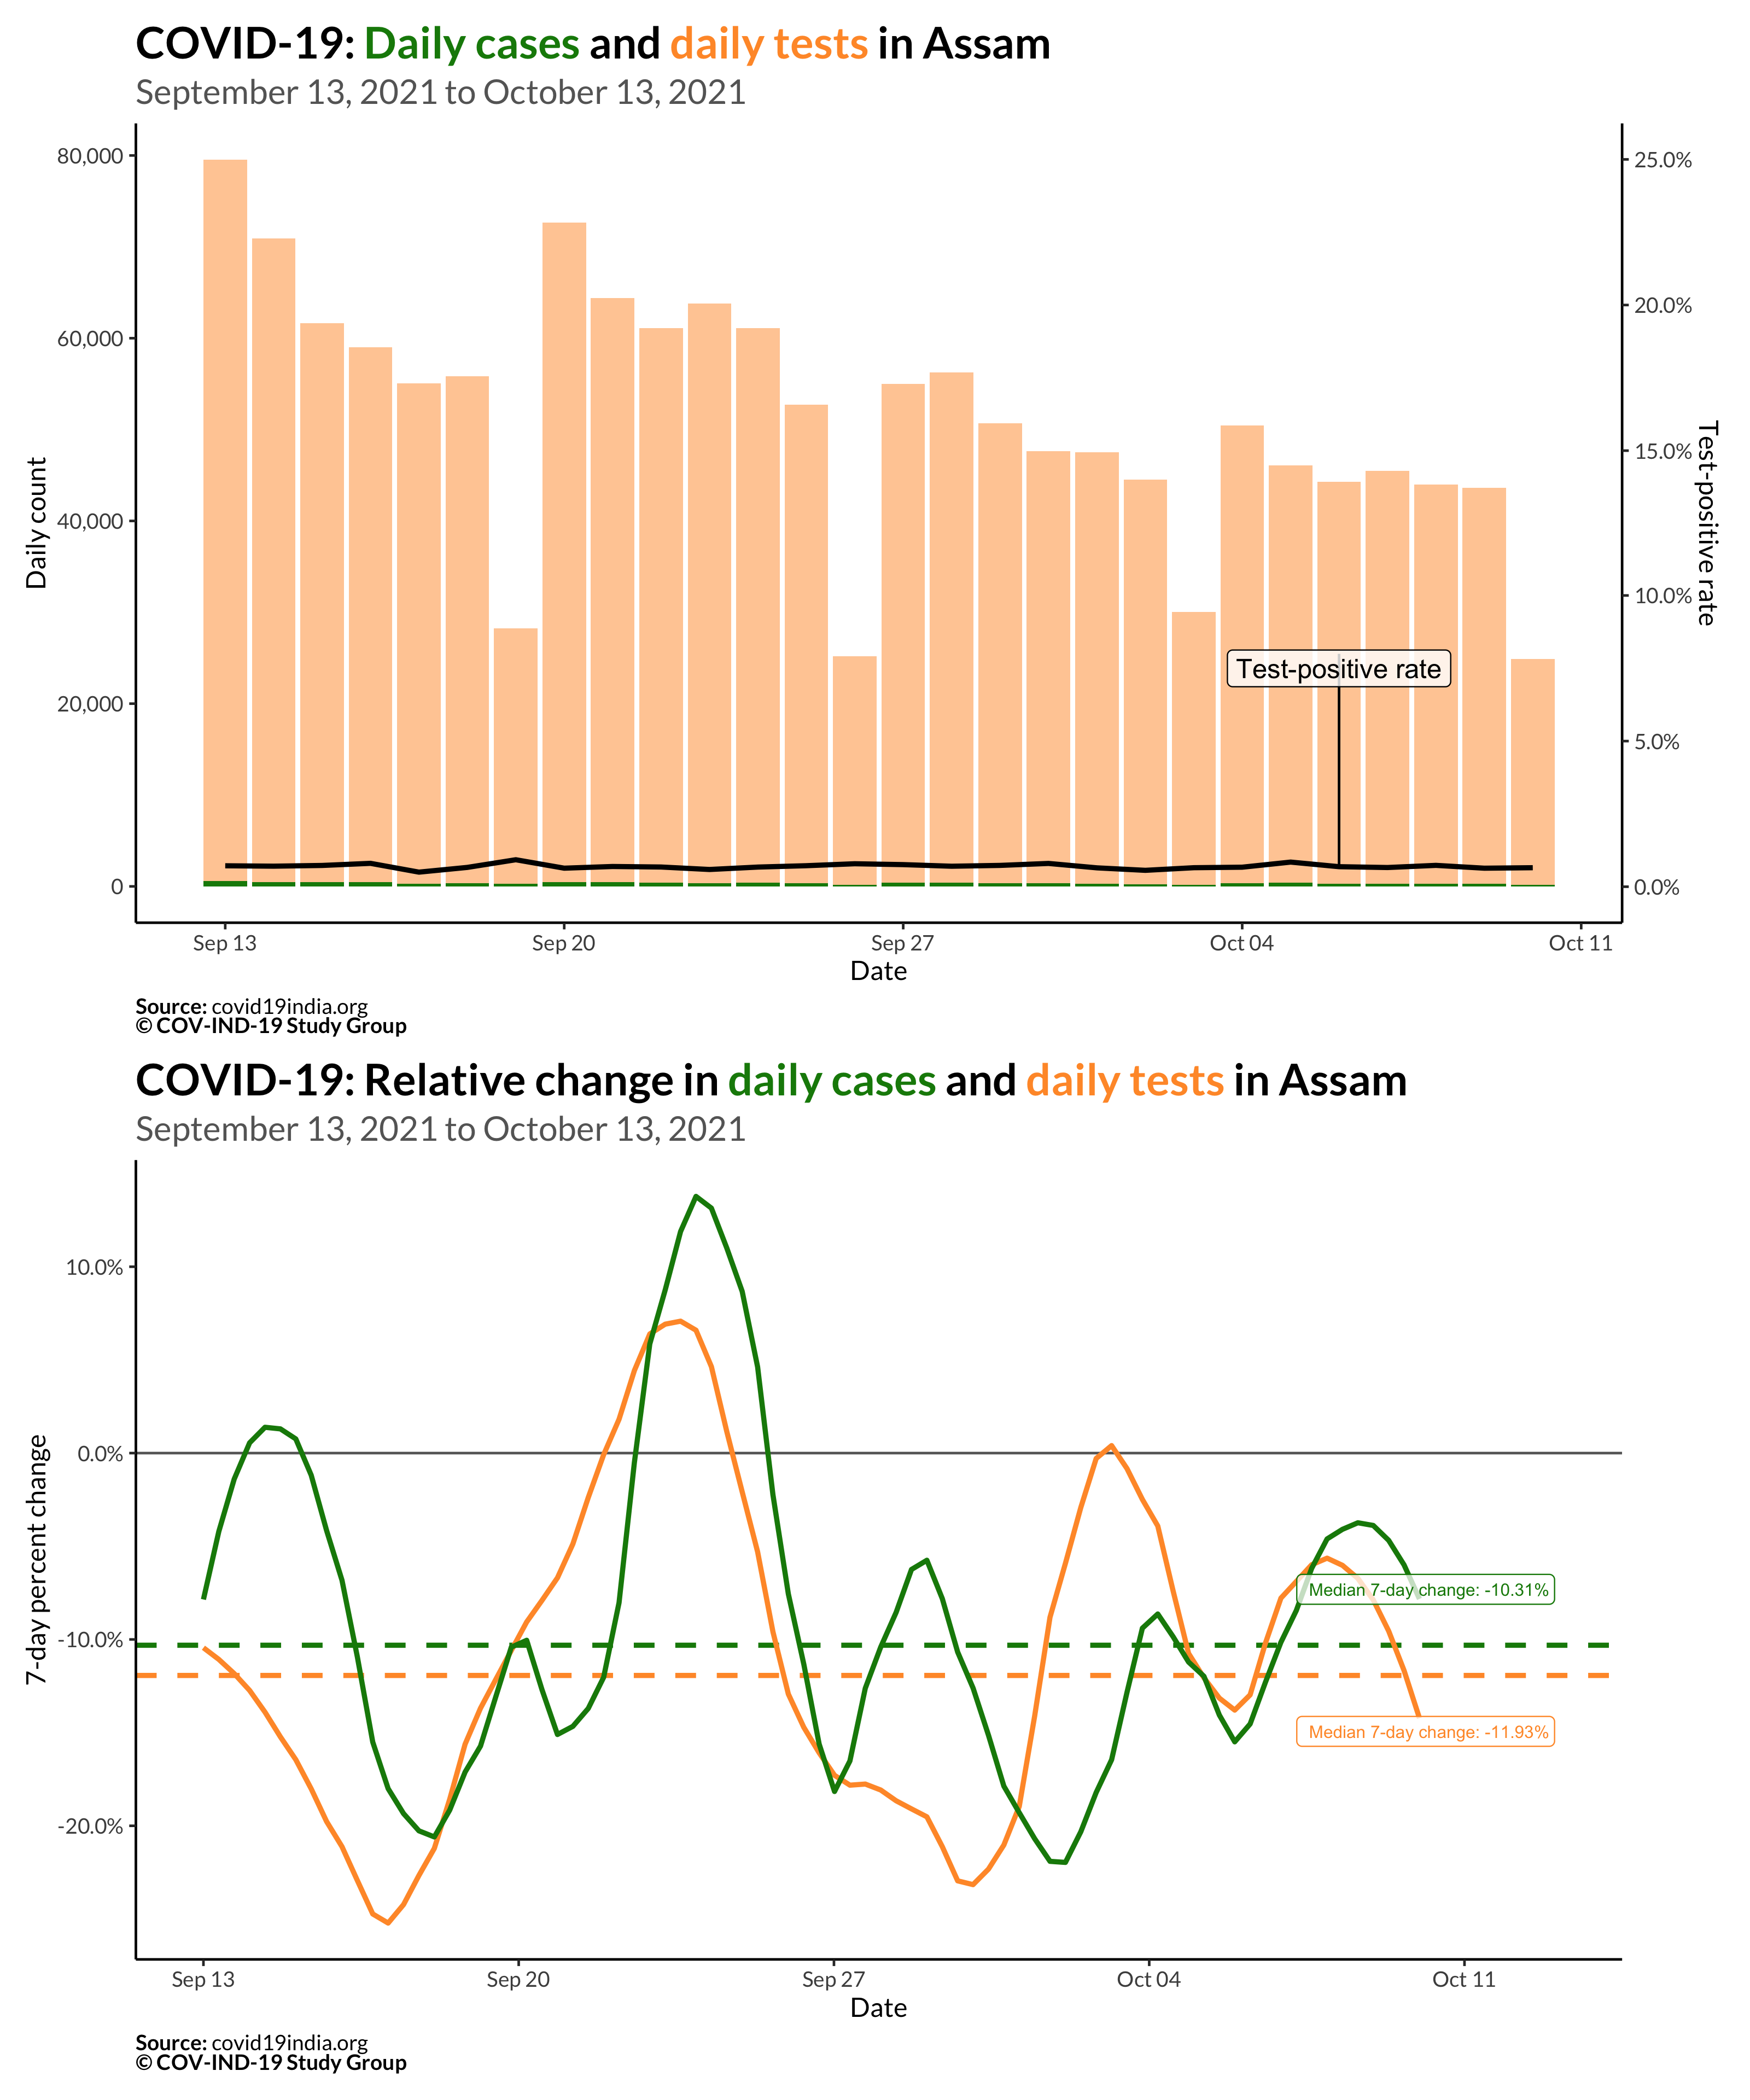 COVID-19: Daily cases and daily tests in Assam
September 13, 2021 to October 13, 2021
80,000
60,000
40,000
20,000
0
Daily count
25.0%
20.0%
15.0%
10.0%
5.0%
0.0%
Test-positive rate
Test-positive rate
Sep 13
Sep 20
Sep 27
Oct 04
Oct 11
Date
Source: covid19india.org
© COV-IND-19 Study Group
COVID-19: Relative change in daily cases and daily tests in Assam
September 13, 2021 to October 13, 2021
10.0%
0.0%
-10.0%
-20.0%
7-day percent change
Median 7-day change: -10.31%
Median 7-day change: -11.93%
Sep 13
Sep 20
Sep 27
Oct 04
Oct 11
Date
Source: covid19india.org
© COV-IND-19 Study Group